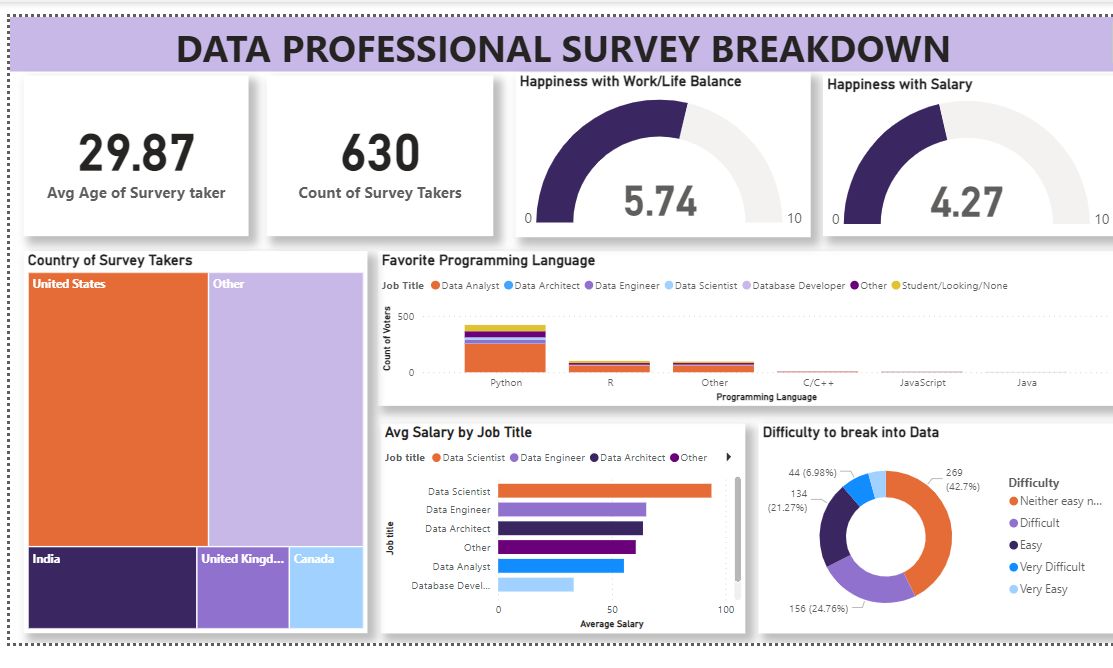 DATA PROFESSIONAL SURVEY BREAKDOWN
29.87
Avg Age of Survery taker
630
Count of Survey Takers
Happiness with Work/Life Balance
5.74
0
10
Happiness with Salary
4.27
0
10
Country of Survey Takers
United States
Other
India
United Kingd...
Canada
Favorite Programming Language
Job Title Data Analyst Data Architect Data Engineer Data Scientist Database Developer Other Student/Looking/None
Count of Voters
500
0
Python R Other C/C++ JavaScript Java
Programming Language
Avg Salary by Job Title
Job title Data Scientist Data Engineer Data Architect Other
Job title
Data Scientist
Data Engineer
Data Architect
Other
Data Analyst
Database Devel...
0 50 100
Average Salary
Difficulty to break into Data
44 (6.98%)
134
(21.27%)
156 (24.76%)
269
(42.7%)
Difficulty
Neither easy n...
Difficult
Easy
Very Difficult
Very Easy